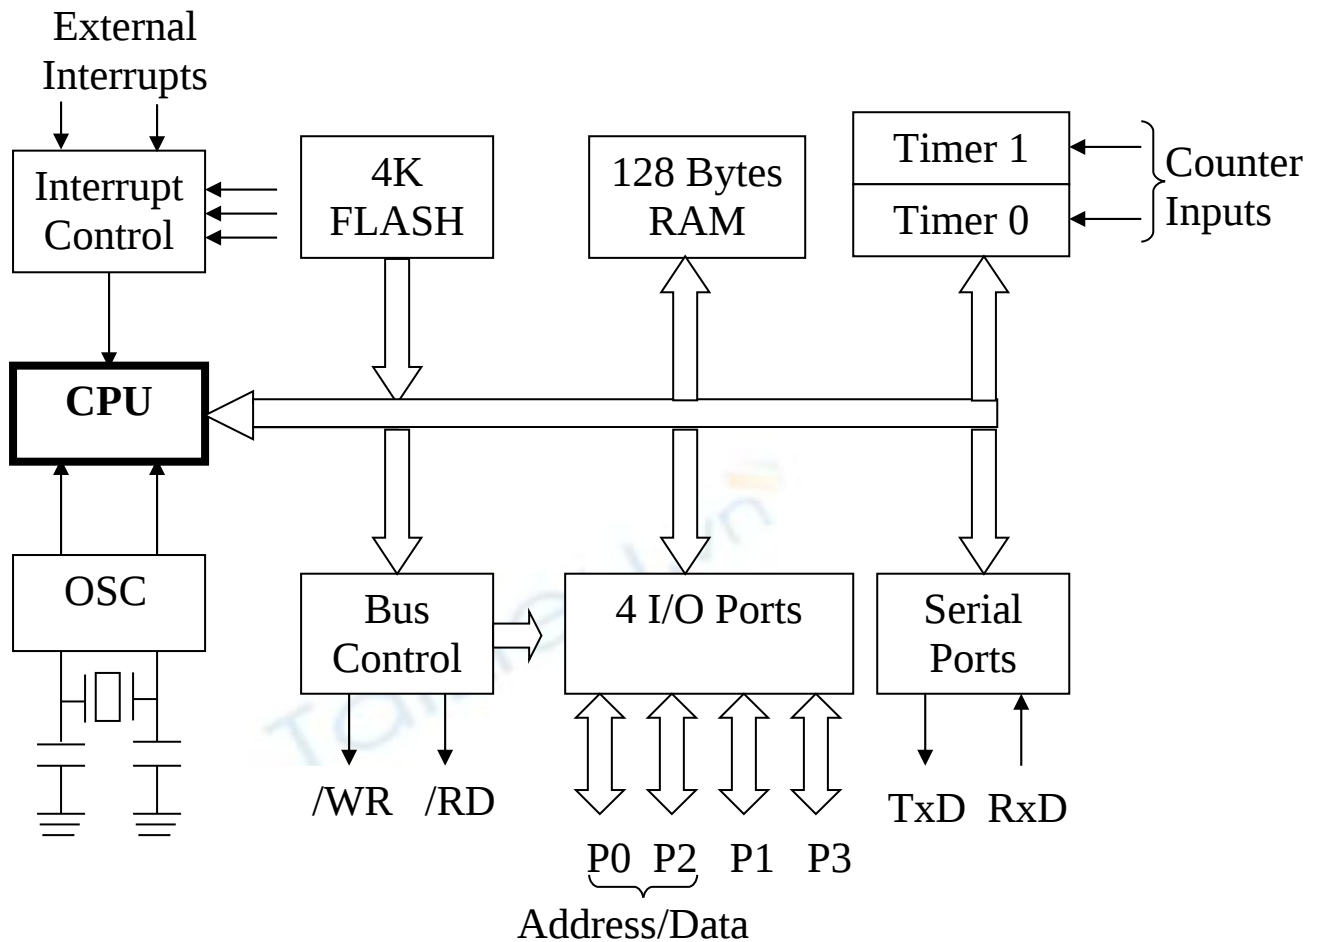 External
Interrupts
Interrupt
Control
4K
FLASH
128 Bytes
RAM
Timer 1
Timer 0
Counter
Inputs
CPU
OSC
Bus
Control
4 I/O Ports
Serial
Ports
/WR /RD
TxD RxD
P0 P2 P1 P3
Address/Data